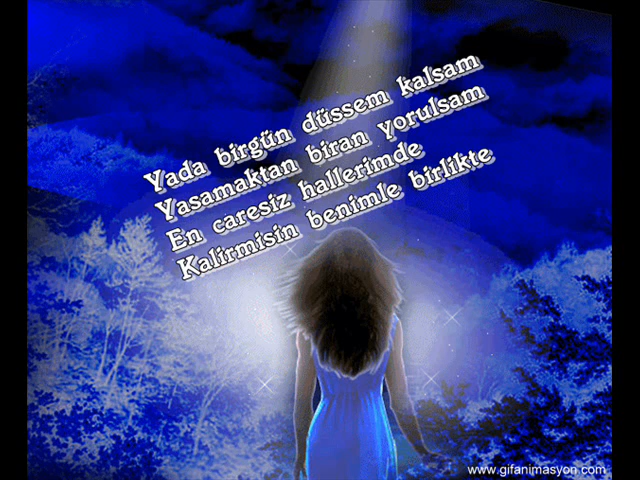 Yada birgün düssem kalsam
Yasamaktan biran yorulsam
En caresiz hallerimde
Kalirmisin benimle birlikte
www.gifanimasyon.com